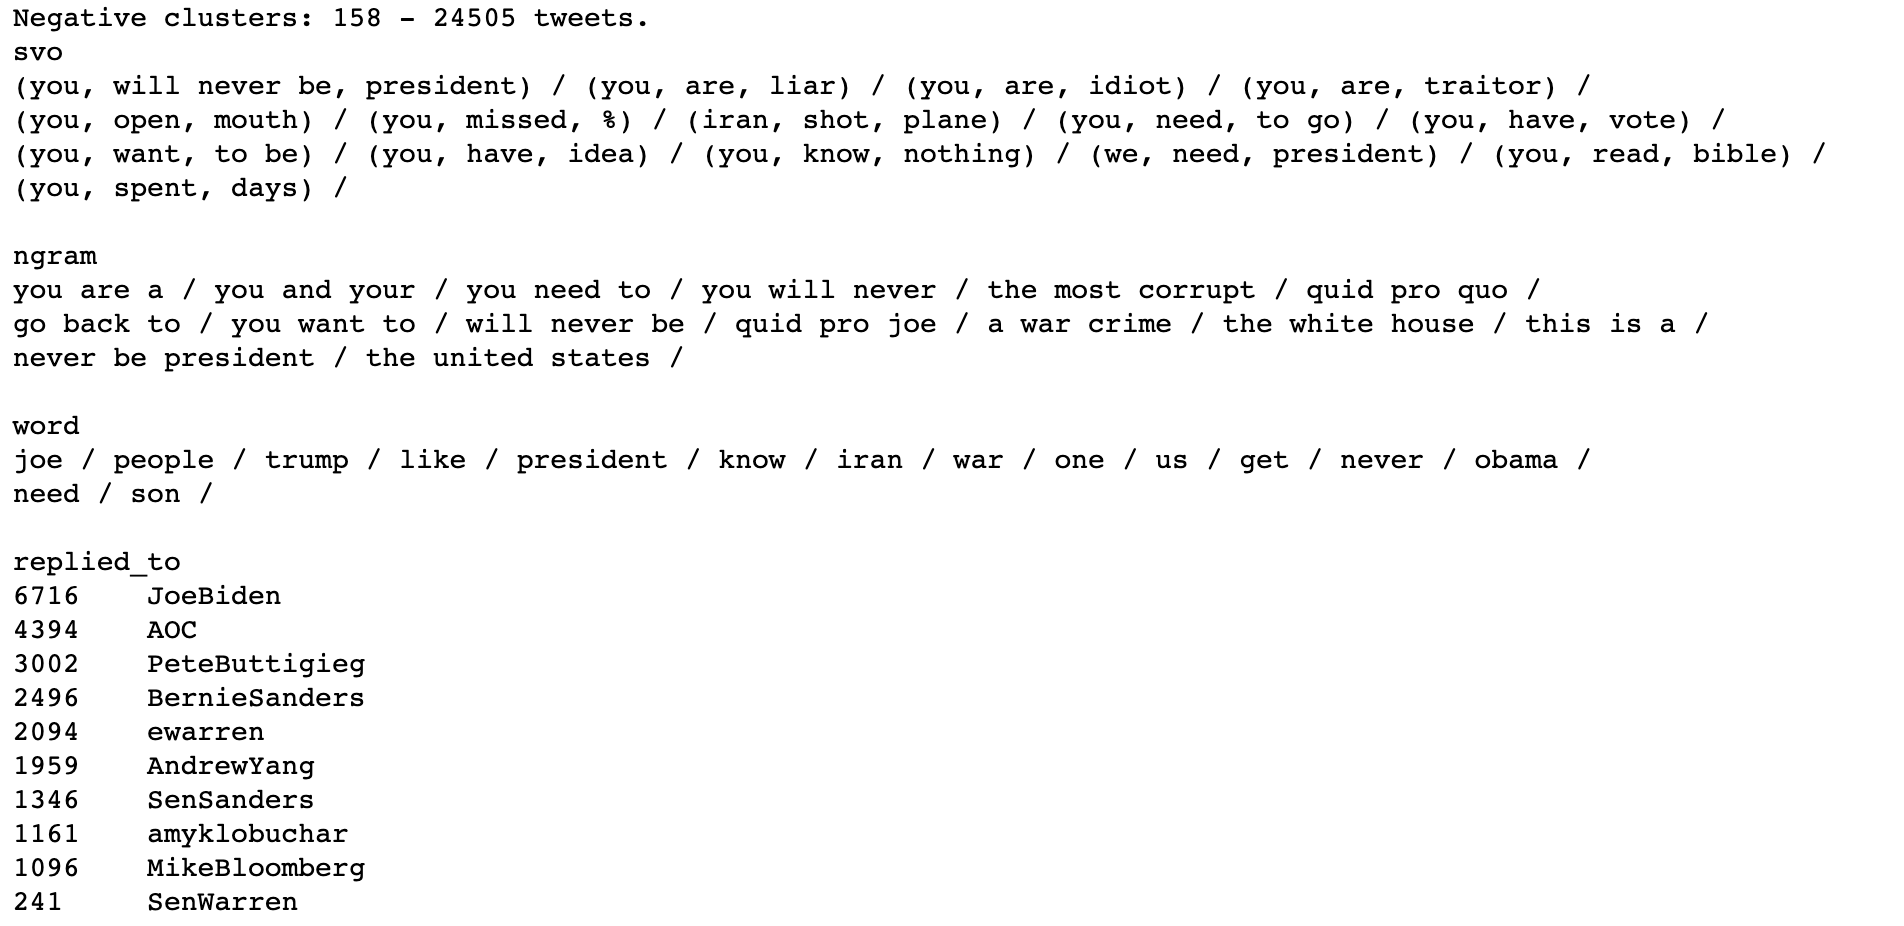 Negative clusters: 158 - 24505 tweets.
svo
(you, will never be, president) / (you, are, liar) / (you, are, idiot) / (you, are, traitor) /
(you, open, mouth) / (you, missed, %) / (iran, shot, plane) / (you, need, to go) / (you, have, vote) /
(you, want, to be) / (you, have, idea) / (you, know, nothing) / (we, need, president) / (you, read, bible) /
(you, spent, days) /
ngram
you are a / you and your / you need to / you will never / the most corrupt / quid pro quo /
go back to / you want to / will never be / quid pro joe / a war crime / the white house / this is a /
never be president / the united states /
word
joe / people / trump / like / president / know / iran / war / one / us / get / never / obama /
need / son /
replied_to
6716 JoeBiden
4394 AOC
3002 PeteButtigieg
2496 BernieSanders
2094 ewarren
1959 AndrewYang
1346 SenSanders
1161 amyklobuchar
1096 MikeBloomberg
241 SenWarren